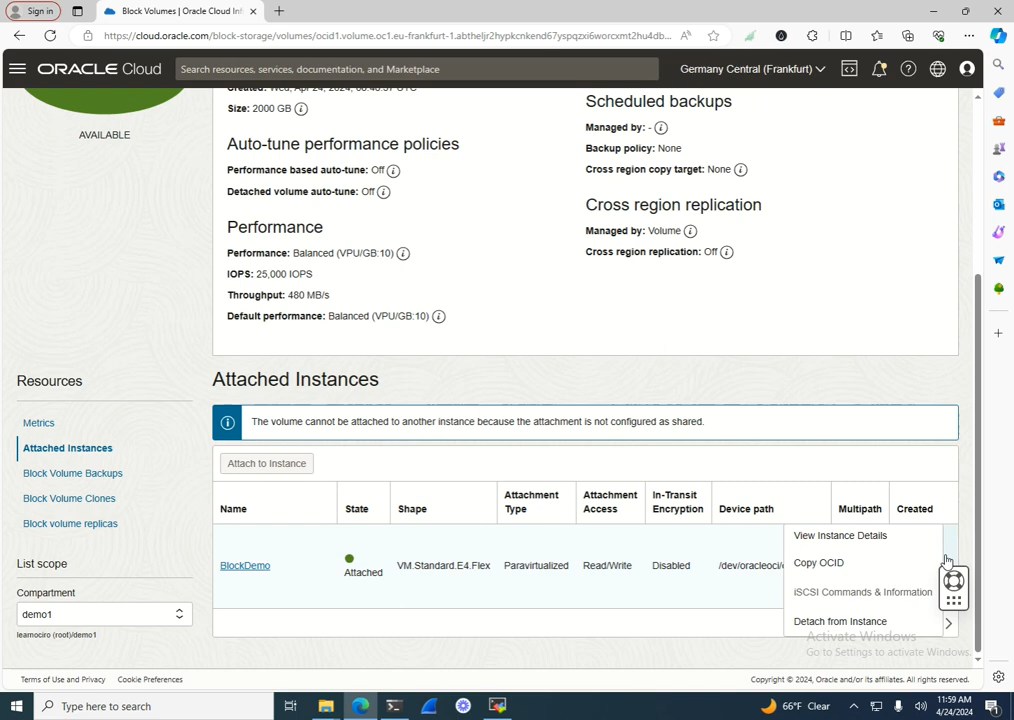 Sign in
Block Volumes | Oracle Cloud Inf
https://cloud.oracle.com/block-storage/volumes/ocid1.volume.oc1.eu-frankfurt-1.abtheljr2hypkcnkend67yspqzxi6worcxmt2hu4db...
ORACLE Cloud
Search resources, services, documentation, and Marketplace
Germany Central (Frankfurt)
AVAILABLE
Size: 2000 GB
Auto-tune performance policies
Performance based auto-tune: Off
Detached volume auto-tune: Off
Performance
Performance: Balanced (VPU/GB:10)
IOPS: 25,000 IOPS
Throughput: 480 MB/s
Default performance: Balanced (VPU/GB:10)
Scheduled backups
Managed by: -
Backup policy: None
Cross region copy target: None
Cross region replication
Managed by: Volume
Cross region replication: Off
Resources
Metrics
Attached Instances
Block Volume Backups
Block Volume Clones
Block volume replicas
List scope
Compartment
demo1
learnociro (root)/demo1
Attached Instances
The volume cannot be attached to another instance because the attachment is not configured as shared.
Attach to Instance
Name State Shape Attachment Type Attachment Access In-Transit Encryption Device path Multipath Created
BlockDemo Attached VM.Standard.E4.Flex Paravirtualized Read/Write Disabled /dev/oracleoci/
View Instance Details
Copy OCID
iSCSI Commands & Information
Detach from Instance
Activate Windows
Go to Settings to activate Windows.
Terms of Use and Privacy Cookie Preferences
Copyright © 2024, Oracle and/or its affiliates. All rights reserved.
Type here to search
66°F Clear
11:59 AM
4/24/2024